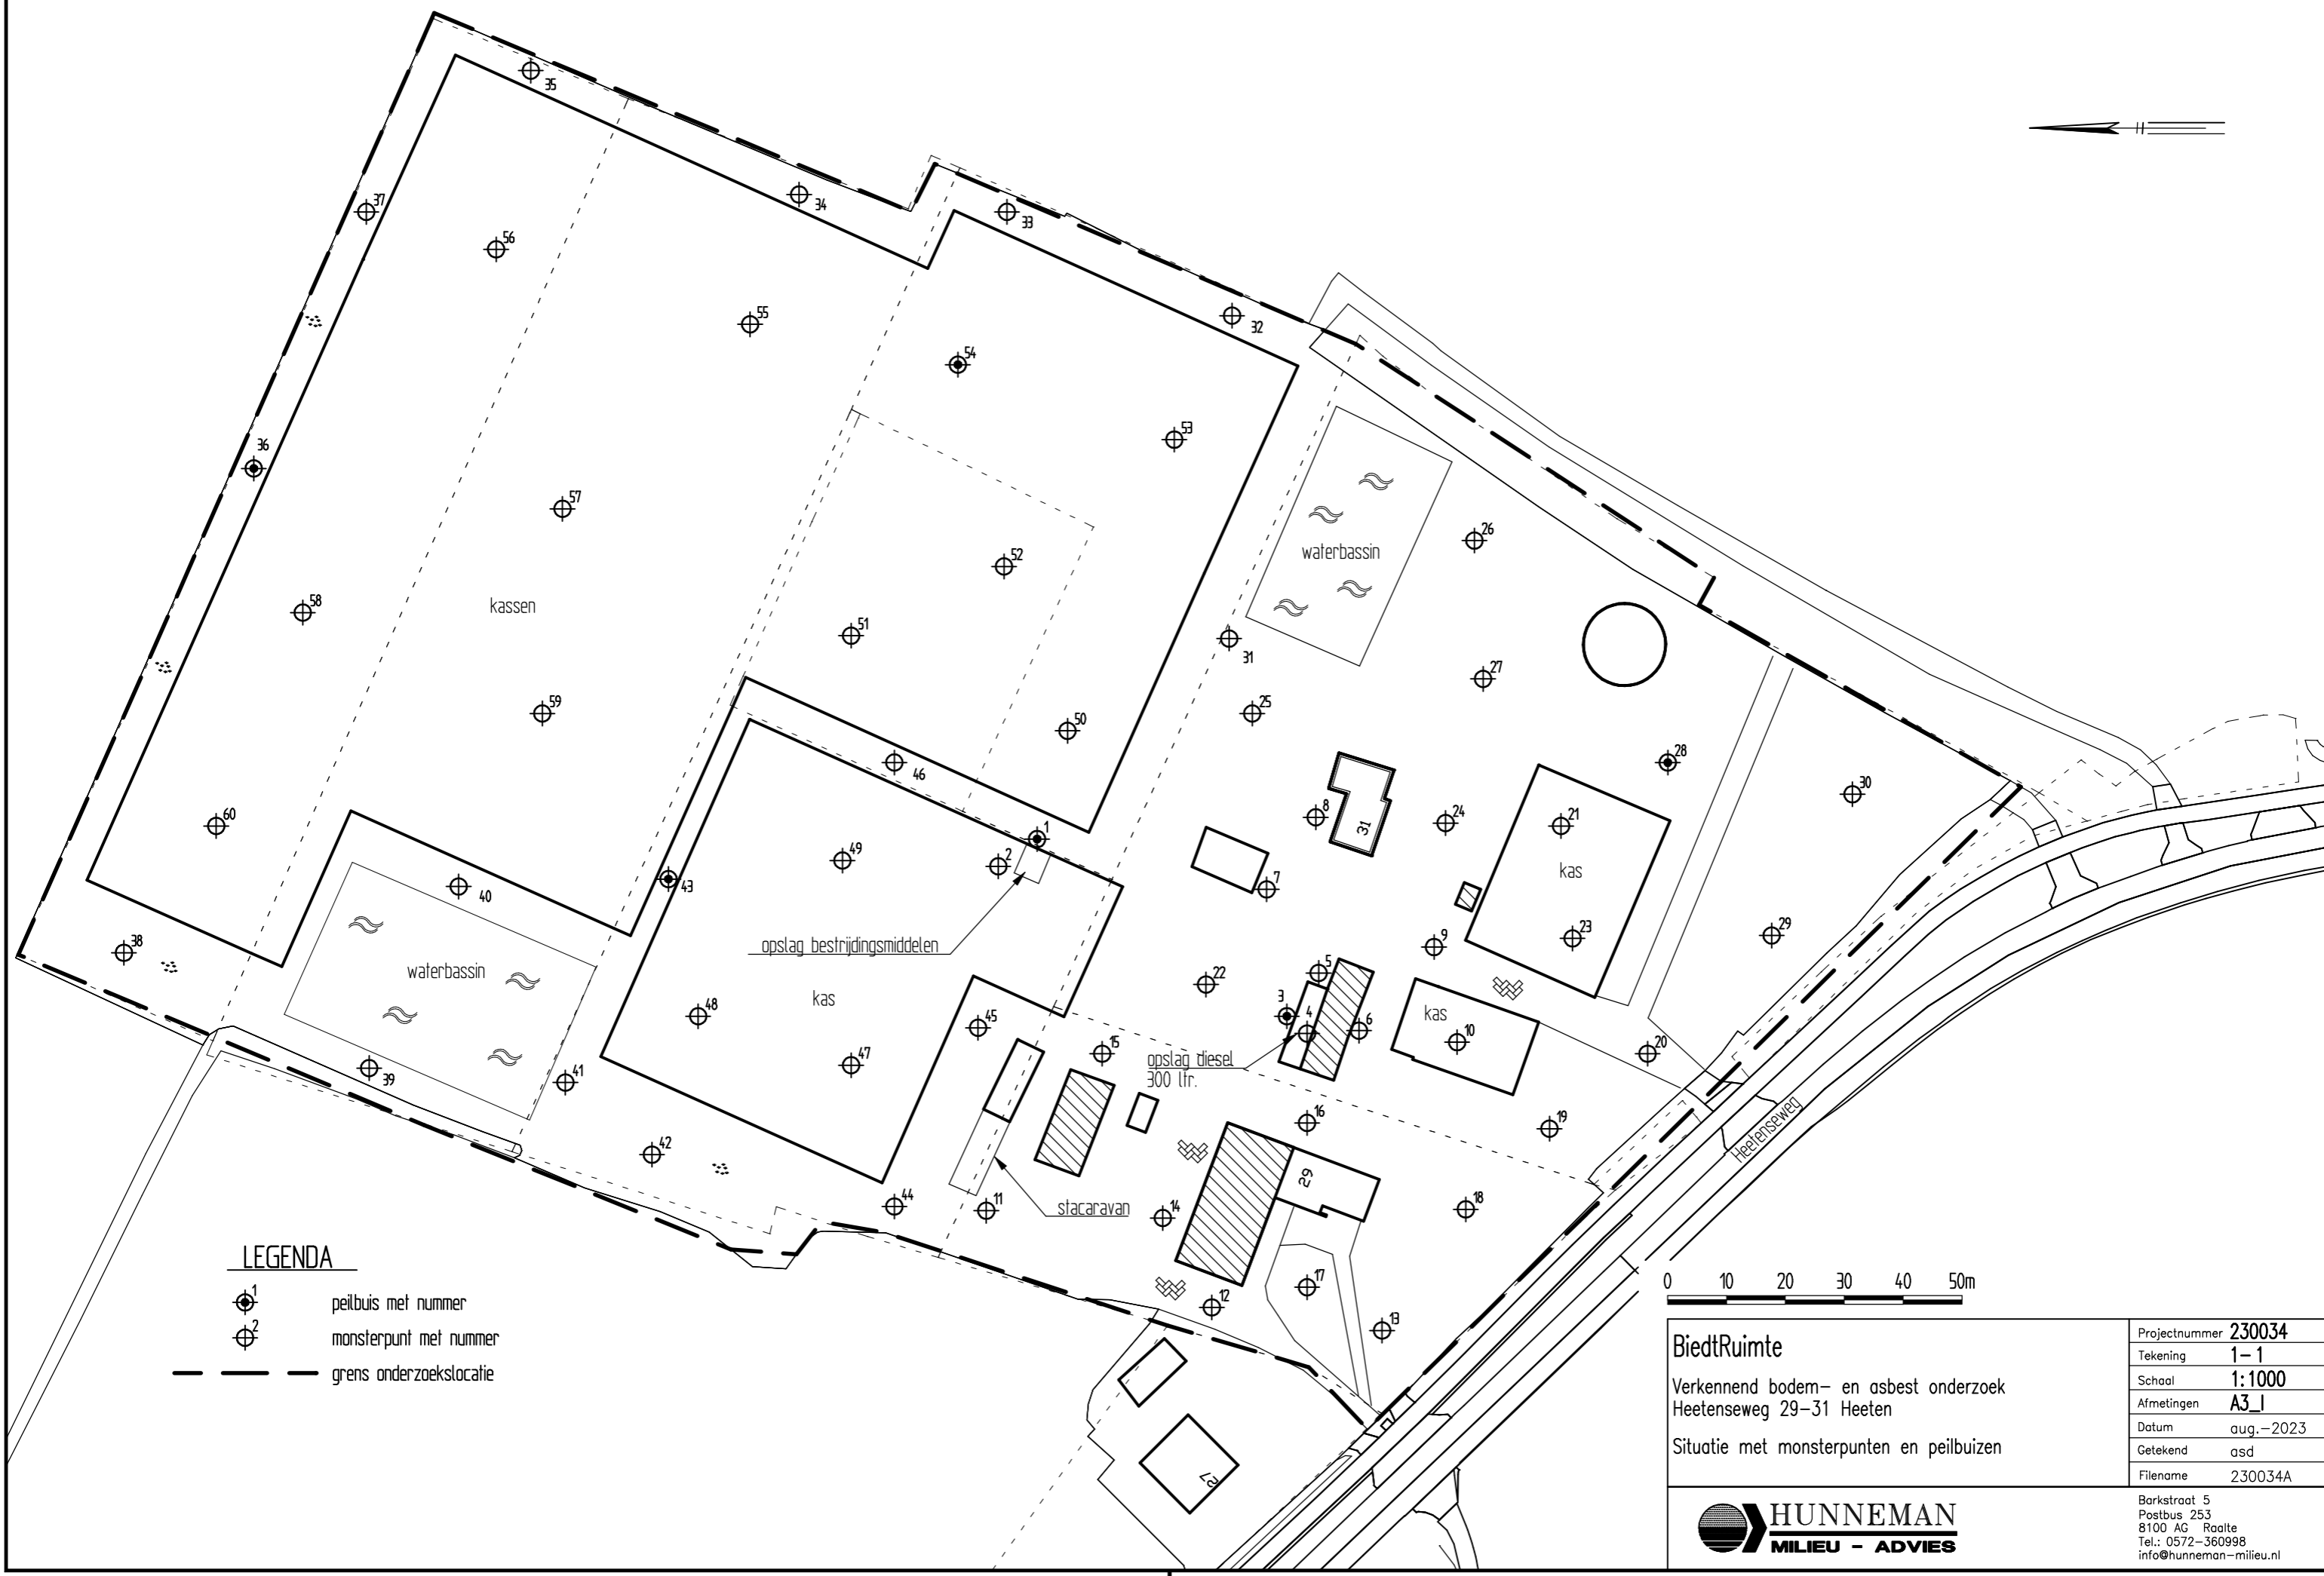 35
37
34
33
56
55
32
54
53
36
26
57
52
waterbassin
58
kassen
51
31
27
25
59
50
28
46
30
8
24
21
60
1
49
2
kas
31
40
43
7
opslag bestrijdingsmiddelen
38
9
23
29
waterbassin
5
22
kas
48
3
kas
45
4
6
10
15
opslag diesel
20
47
39
41
300 ltr.
16
19
42
29
Heetenseweg
44
11
stacaravan
14
18
LEGENDA
1 peilbuis met nummer
2 monsterpunt met nummer
grens onderzoekslocatie
17
12
13
27
0 10 20 30 40 50m
BiedtRuimte
Verkennend bodem- en asbest onderzoek
Heetenseweg 29-31 Heeten
Situatie met monsterpunten en peilbuizen
Projectnummer 230034
Tekening 1-1
Schaal 1:1000
Afmetingen A3_l
Datum aug.-2023
Getekend asd
Filename 230034A
HUNNEMAN
MILIEU - ADVIES
Barkstraat 5
Postbus 253
8100 AG Raalte
Tel.: 0572-360998
info@hunneman-milieu.nl